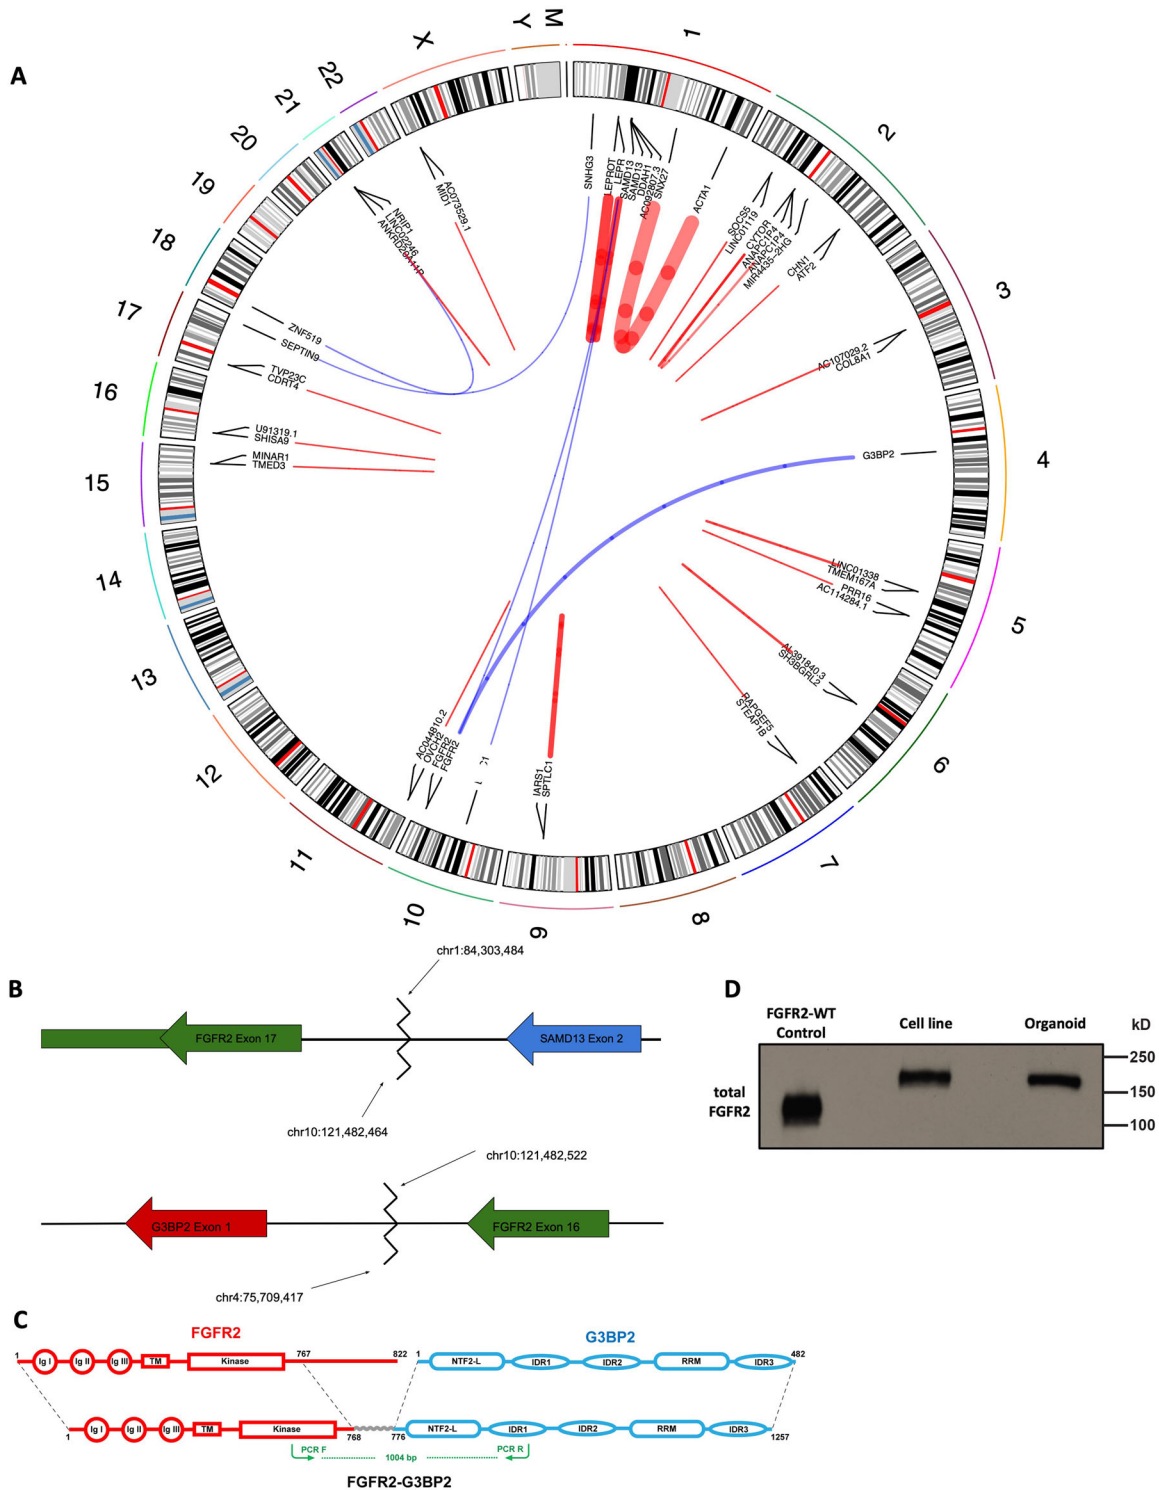 A
M
Y
X
22
21
20
19
18
17
16
15
14
13
12
11
10
9
8
7
6
5
4
3
2
1
SNHG3
LEPROT
LEPR
SAMD13
SAMD13
DDAH1
AC092807.3
SNX27
ACTA1
SOCS5
LINC01119
CYTOR
ANAPC1P4
ANAPC1P4
MIR4435-2HG
CHN1
ATF2
AC107029.2
COL8A1
G3BP2
LINC01338
TMEM167A
PRR16
AC114284.1
AL391840.3
SH3BGRL2
RAPGEF5
STEAP1B
IARS1
SPTLC1
FGFR2
FGFR2
OVCH2
AC044810.2
TMED3
MINAR1
SHISA9
U91319.1
CDRT4
TVP23C
SEPTIN9
ZNF519
ANKRD20A11P
LINC02246
NRIP1
MID1
AC073529.1
B
chr1:84,303,484
FGFR2 Exon 17
SAMD13 Exon 2
chr10:121,482,464
chr10:121,482,522
G3BP2 Exon 1
FGFR2 Exon 16
chr4:75,709,417
D
FGFR2-WT
Control
Cell line
Organoid
kD
250
150
100
total
FGFR2
C
FGFR2
G3BP2
1
Ig I
Ig II
Ig III
TM
Kinase
767
822
1
NTF2-L
IDR1
IDR2
RRM
IDR3
482
1
Ig I
Ig II
Ig III
TM
Kinase
768
776
NTF2-L
IDR1
IDR2
RRM
IDR3
1257
PCR F
1004 bp
PCR R
FGFR2-G3BP2